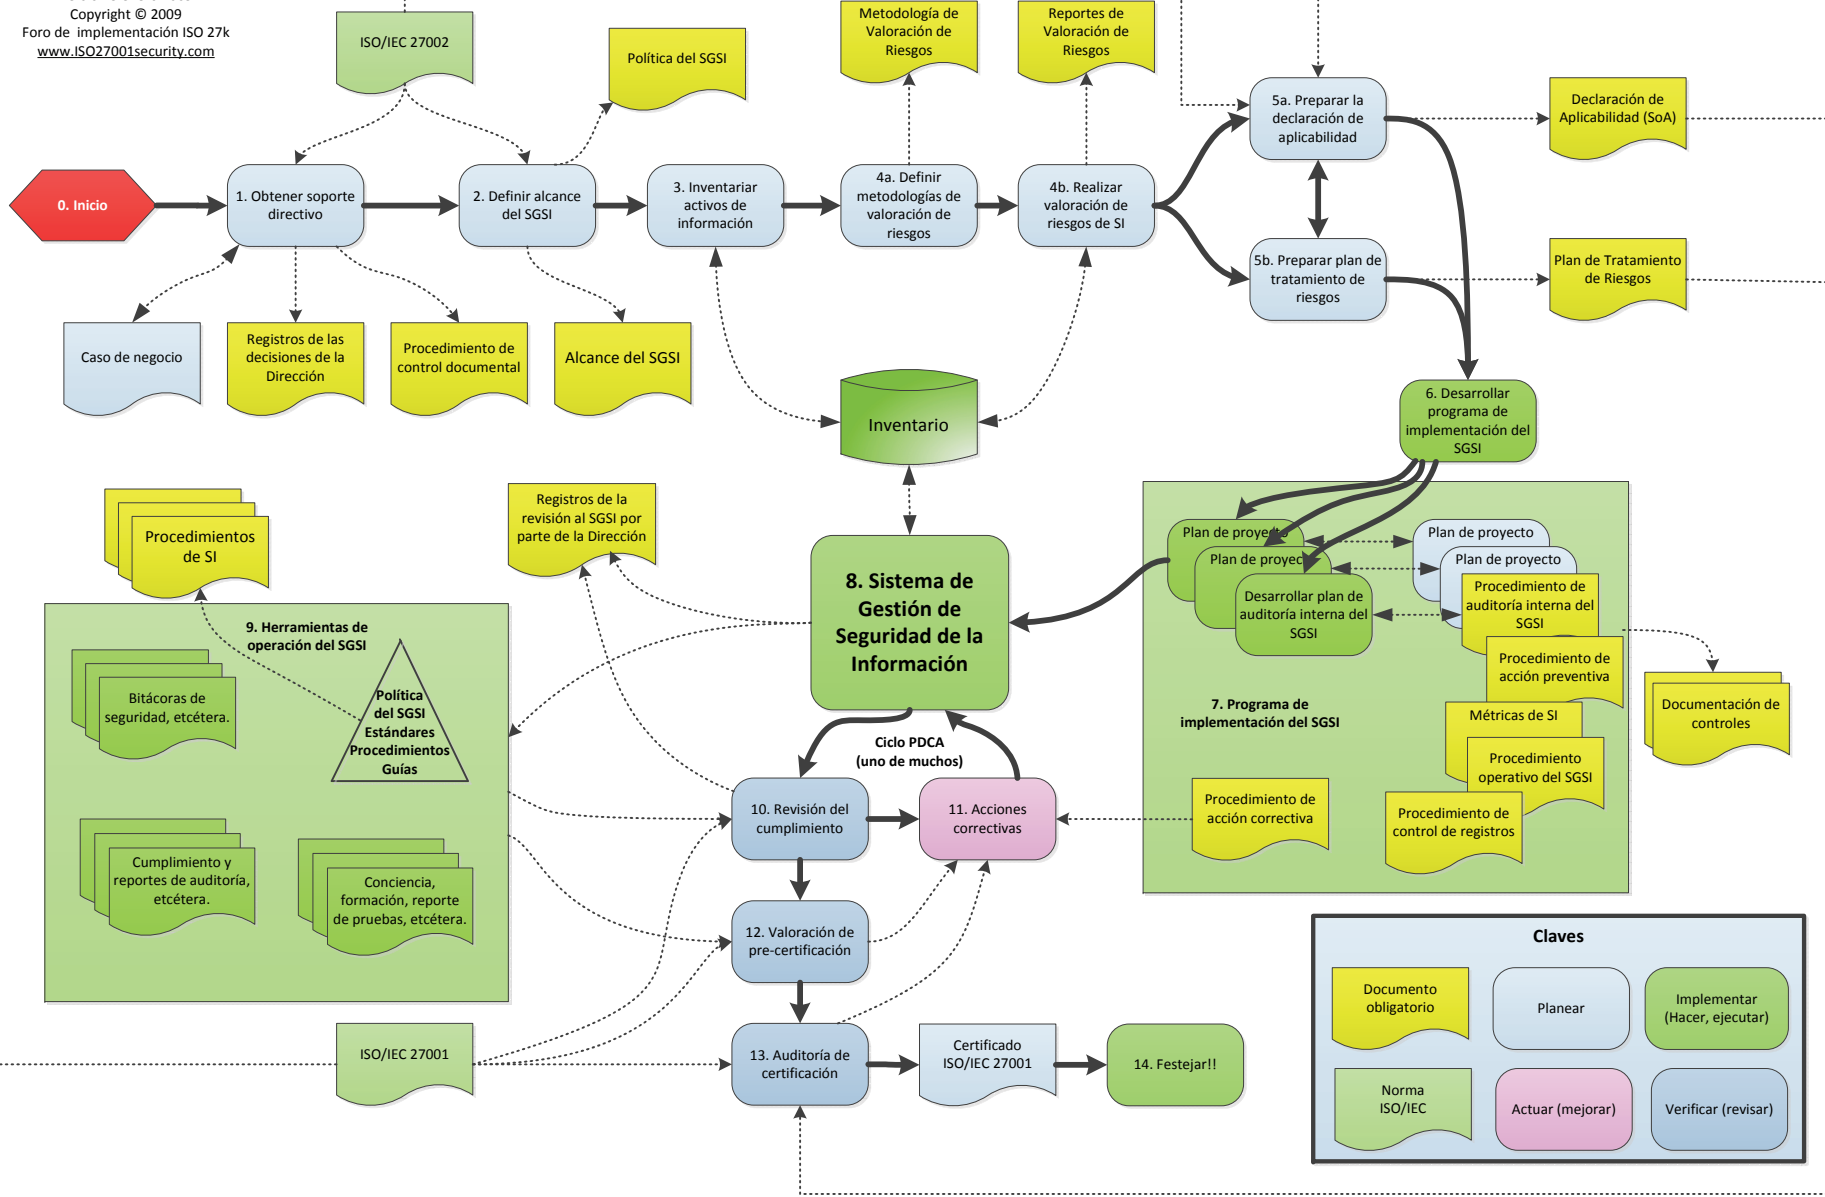 Copyright © 2009
Foro de implementación ISO 27k
www.ISO27001security.com
ISO/IEC 27002
Política del SGSI
Metodología de
Valoración de
Riesgos
Reportes de
Valoración de
Riesgos
5a. Preparar la
declaración de
aplicabilidad
Declaración de
Aplicabilidad (SoA)
0. Inicio
1. Obtener soporte
directivo
2. Definir alcance
del SGSI
3. Inventariar
activos de
información
4a. Definir
metodologías de
valoración de
riesgos
4b. Realizar
valoración de
riesgos de SI
5b. Preparar plan de
tratamiento de
riesgos
Plan de Tratamiento
de Riesgos
Caso de negocio
Registros de las
decisiones de la
Dirección
Procedimiento de
control documental
Alcance del SGSI
Inventario
6. Desarrollar
programa de
implementación del
SGSI
Procedimientos
de SI
Registros de la
revisión al SGSI por
parte de la Dirección
8. Sistema de
Gestión de
Seguridad de la
Información
Plan de proyecto
Plan de proyecto
Desarrollar plan de
auditoría interna del
SGSI
Plan de proyecto
Plan de proyecto
Procedimiento de
auditoría interna del
SGSI
Procedimiento de
acción preventiva
Métricas de SI
Procedimiento
operativo del SGSI
Procedimiento de
control de registros
Procedimiento de
acción correctiva
7. Programa de
implementación del SGSI
Documentación de
controles
9. Herramientas de
operación del SGSI
Bitácoras de
seguridad, etcétera.
Política
del SGSI
Estándares
Procedimientos
Guías
Cumplimiento y
reportes de auditoría,
etcétera.
Conciencia,
formación, reporte
de pruebas, etcétera.
Ciclo PDCA
(uno de muchos)
10. Revisión del
cumplimiento
11. Acciones
correctivas
12. Valoración de
pre-certificación
ISO/IEC 27001
13. Auditoría de
certificación
Certificado
ISO/IEC 27001
14. Festejar!!
Claves
Documento
obligatorio
Planear
Implementar
(Hacer, ejecutar)
Norma
ISO/IEC
Actuar (mejorar)
Verificar (revisar)